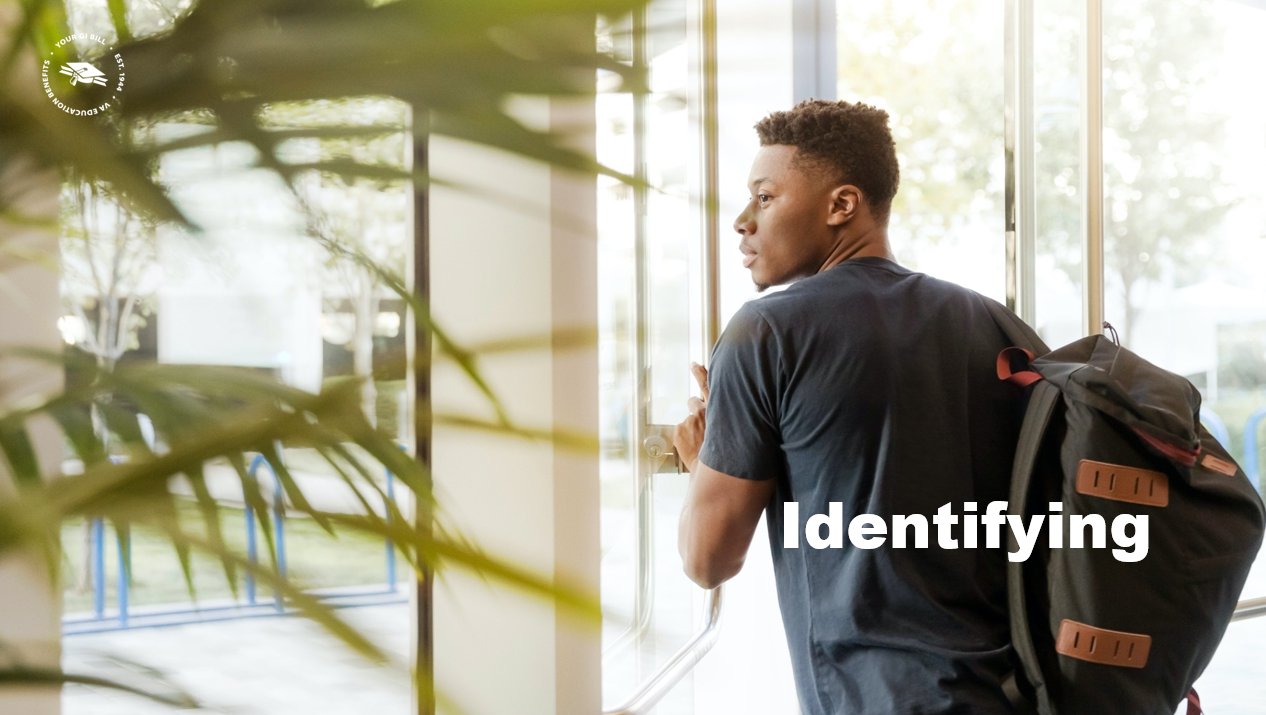 YOUR GI BILL • EST. 1944 • VA EDUCATION BENEFITS •
Identifying